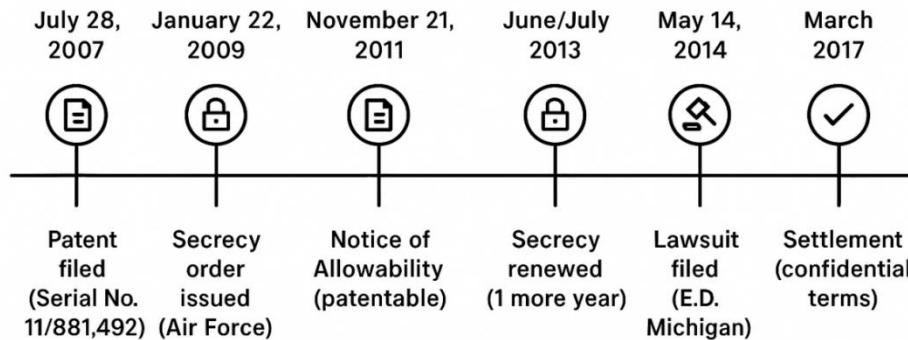 July 28,
2007
January 22,
2009
November 21,
2011
June/July
2013
May 14,
2014
March
2017
Patent
filed
(Serial No.
11/881,492)
Secrecy
order
issued
(Air Force)
Notice of
Allowability
(patentable)
Secrecy
renewed
(1 more year)
Lawsuit
filed
(E.D.
Michigan)
Settlement
(confidential
terms)